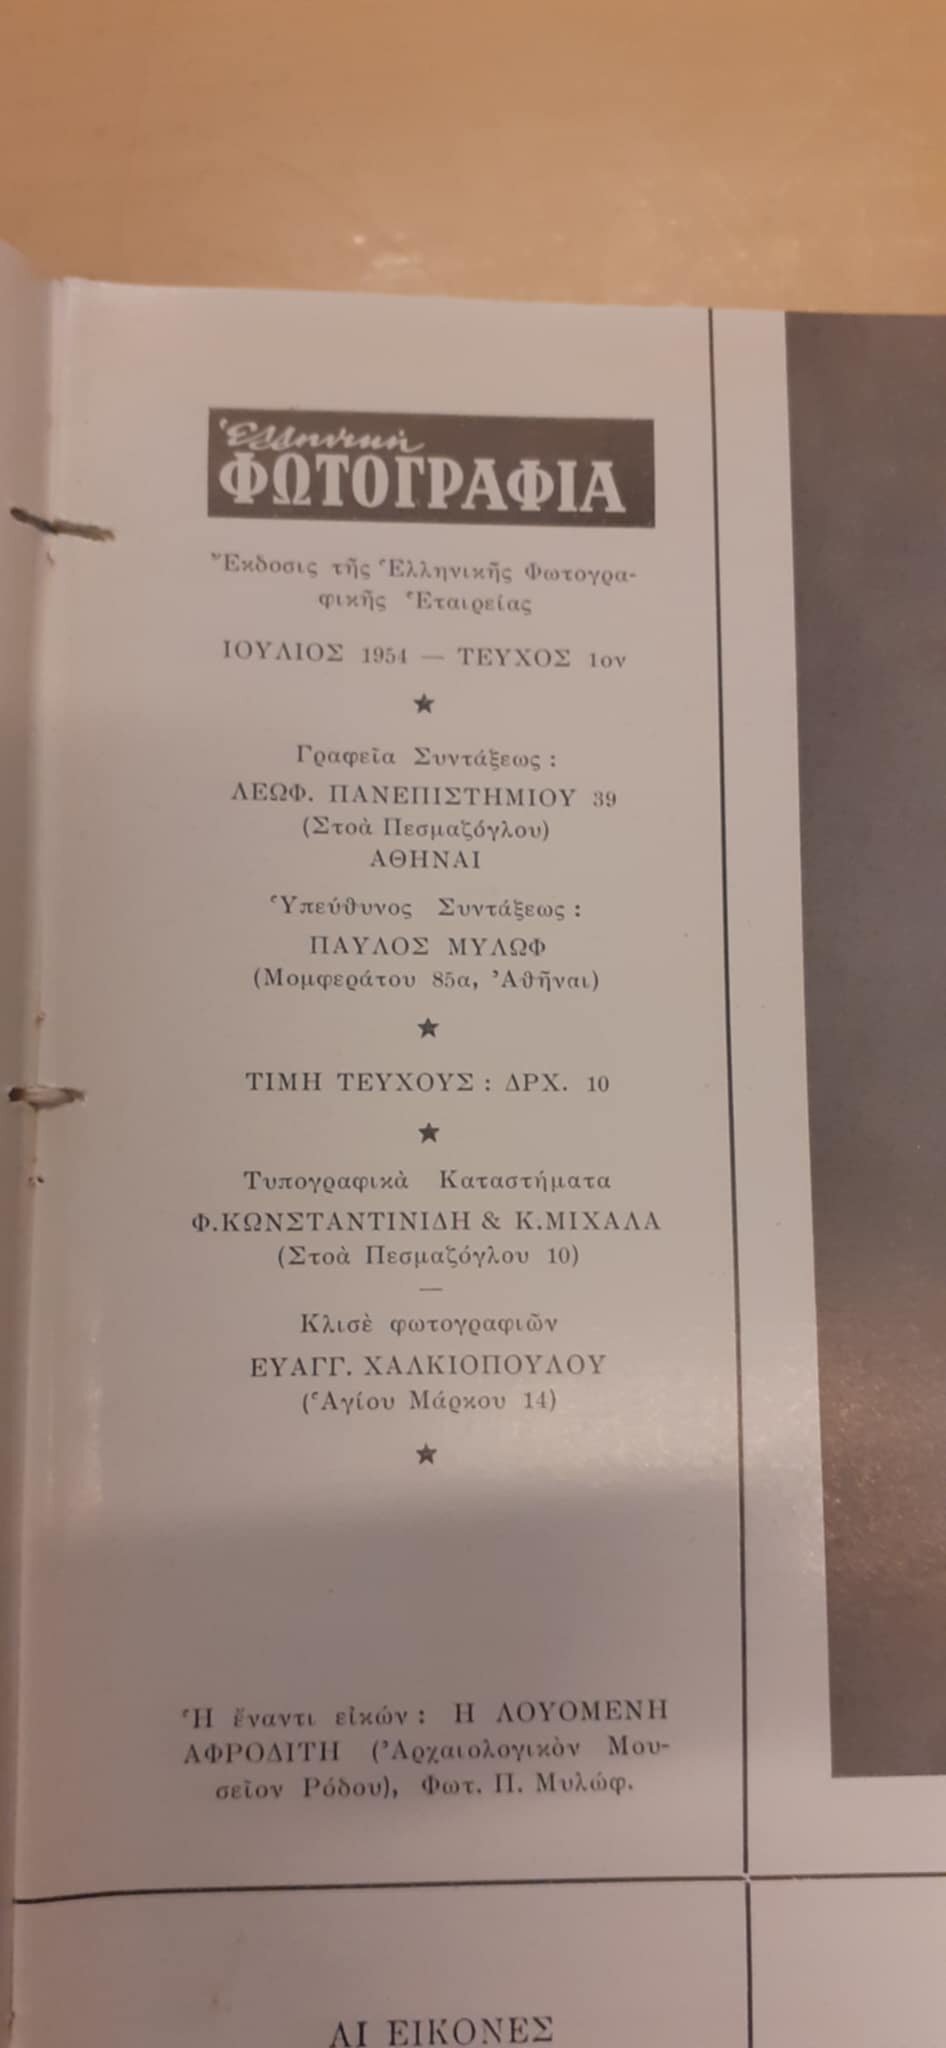 Ἑλληνική
ΦΩΤΟΓΡΑΦΙΑ
Ἔκδοσις τῆς Ἑλληνικῆς Φωτογρα-
φικῆς Ἑταιρείας
ΙΟΥΛΙΟΣ 1954 — ΤΕΥΧΟΣ 1ον
★
Γραφεῖα Συντάξεως :
ΛΕΩΦ. ΠΑΝΕΠΙΣΤΗΜΙΟΥ 39
(Στοὰ Πεσμαζόγλου)
ΑΘΗΝΑΙ
Ὑπεύθυνος Συντάξεως :
ΠΑΥΛΟΣ ΜΥΛΩΦ
(Μομφεράτου 85α, Ἀθῆναι)
★
ΤΙΜΗ ΤΕΥΧΟΥΣ : ΔΡΧ. 10
★
Τυπογραφικὰ Καταστήματα
Φ.ΚΩΝΣΤΑΝΤΙΝΙΔΗ & Κ.ΜΙΧΑΛΑ
(Στοὰ Πεσμαζόγλου 10)
—
Κλισὲ φωτογραφιῶν
ΕΥΑΓΓ. ΧΑΛΚΙΟΠΟΥΛΟΥ
(Ἁγίου Μάρκου 14)
★
Ἡ ἔναντι εἰκών : Η ΛΟΥΟΜΕΝΗ
ΑΦΡΟΔΙΤΗ (Ἀρχαιολογικὸν Μου-
σεῖον Ρόδου), Φωτ. Π. Μυλώφ.
ΑΙ ΕΙΚΟΝΕΣ